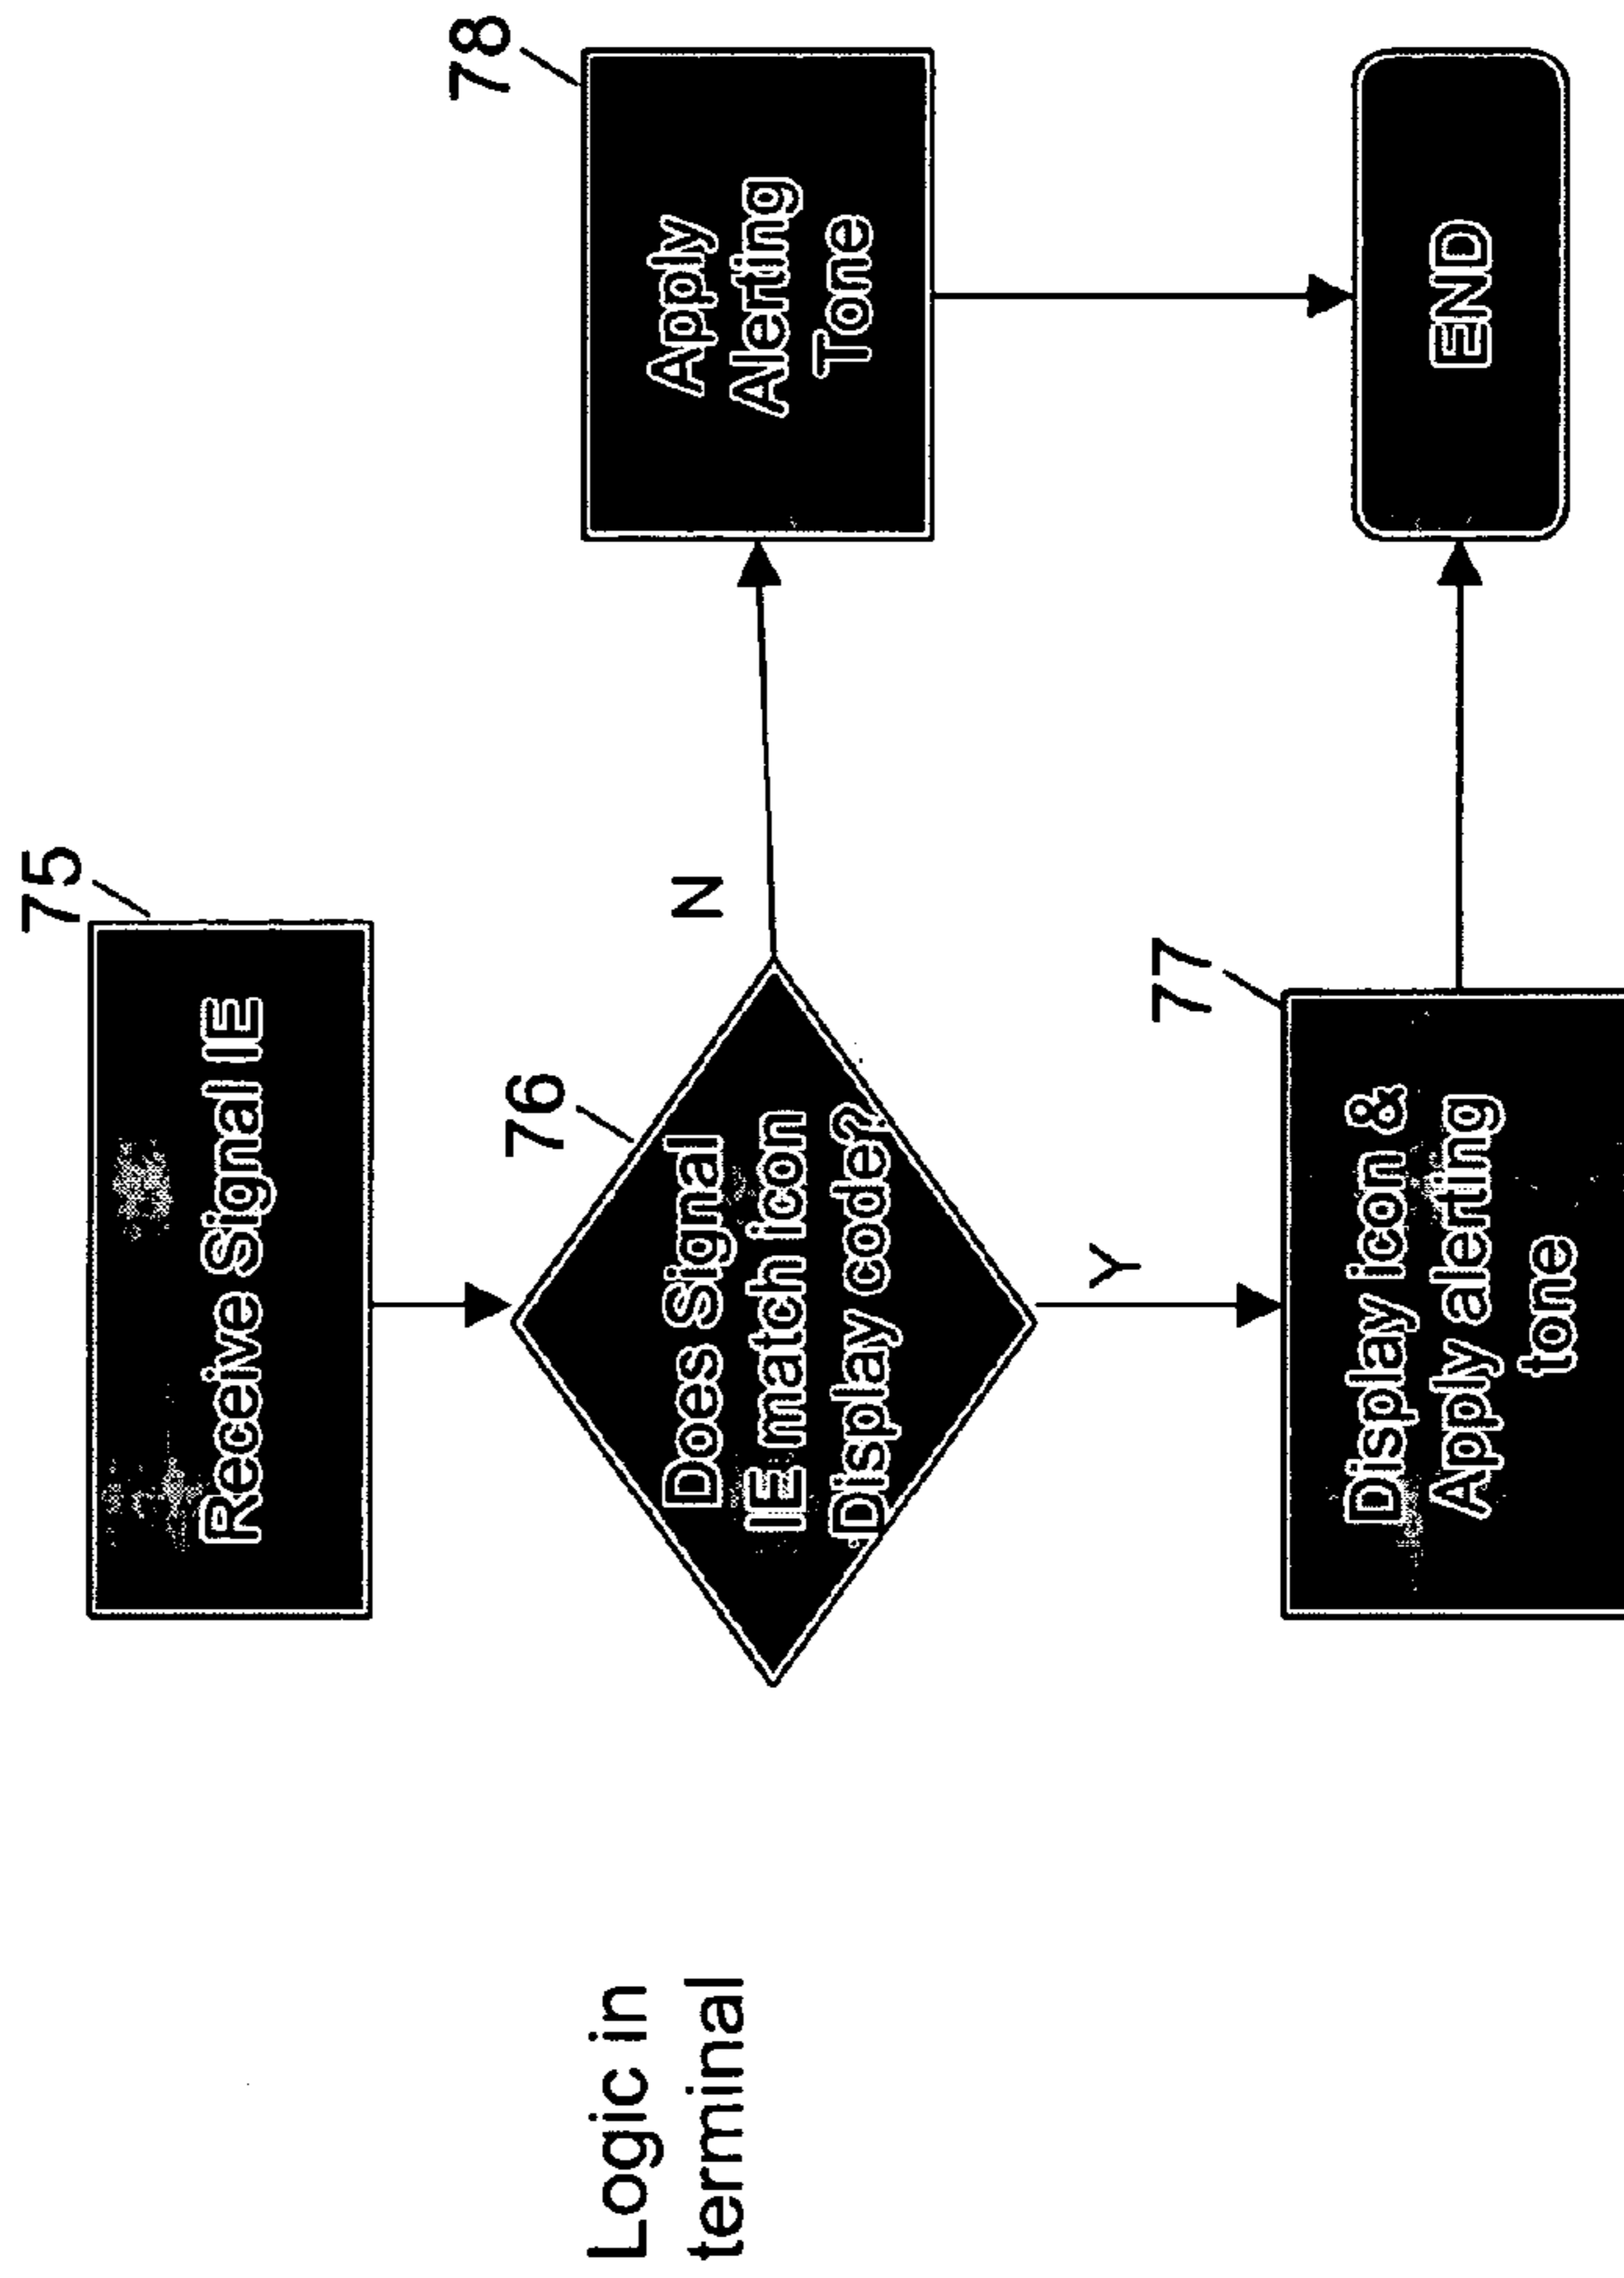 75
Receive Signal IE
76
Does Signal
IE match icon
Display code?
N
78
Apply
Alerting
Tone
Y
77
Display icon &
Apply alerting
tone
END
Logic in
terminal